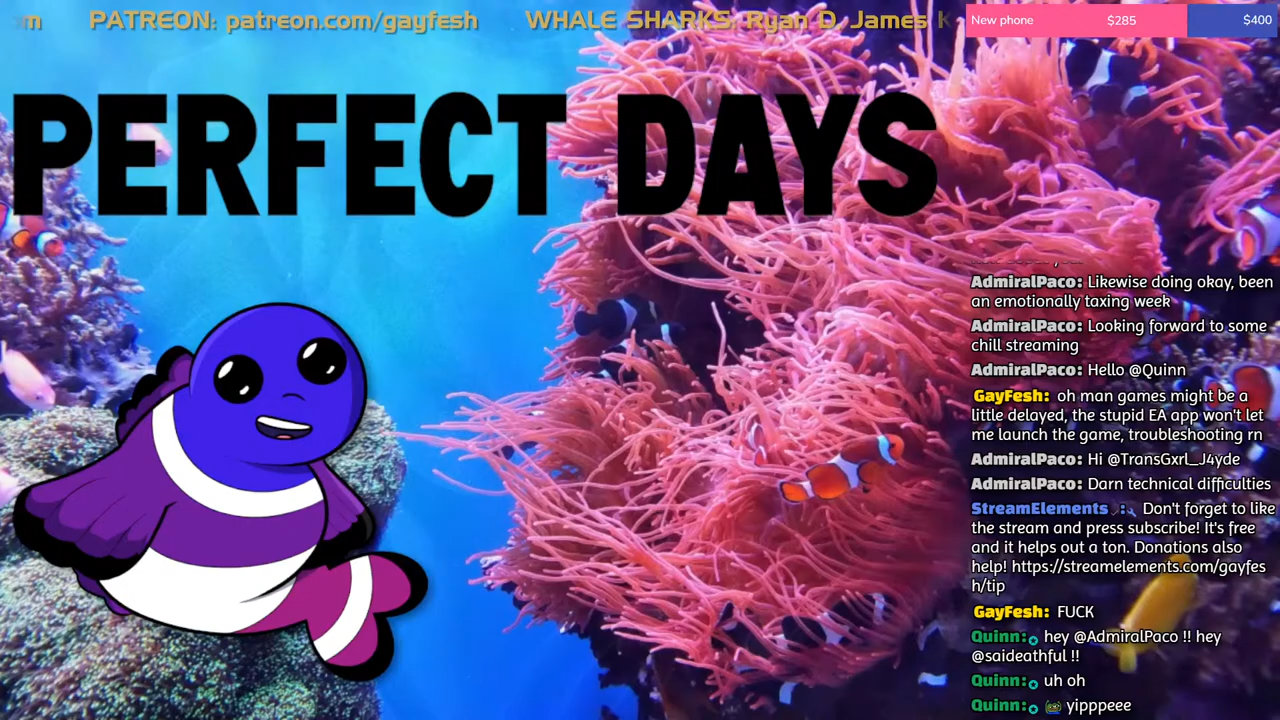 m PATREON: patreon.com/gayfesh WHALE SHARKS: Ryan D, James K
New phone $285 $400
PERFECT DAYS
AdmiralPaco: Likewise doing okay, been
an emotionally taxing week
AdmiralPaco: Looking forward to some
chill streaming
AdmiralPaco: Hello @Quinn
GayFesh: oh man games might be a
little delayed, the stupid EA app won't let
me launch the game, troubleshooting rn
AdmiralPaco: Hi @TransGxrl_J4yde
AdmiralPaco: Darn technical difficulties
StreamElements: Don't forget to like
the stream and press subscribe! It's free
and it helps out a ton. Donations also
help! https://streamelements.com/gayfes
h/tip
GayFesh: FUCK
Quinn: hey @AdmiralPaco !! hey
@saideathful !!
Quinn: uh oh
Quinn: yipppeee